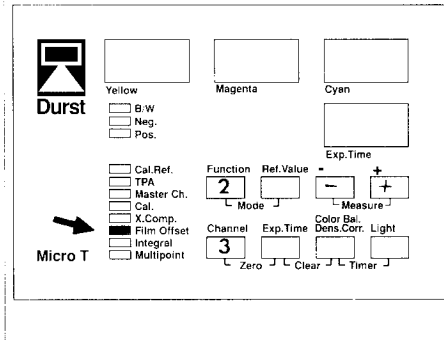 Durst
Yellow
Magenta
Cyan
B/W
Neg.
Pos.
Exp.Time
Cal.Ref.
TPA
Master Ch.
Cal.
X.Comp.
Film Offset
Integral
Multipoint
Micro T
Function Ref.Value - +
2 - +
Mode Measure
Channel Exp.Time Color Bal. Dens.Corr. Light
3
Zero Clear Timer